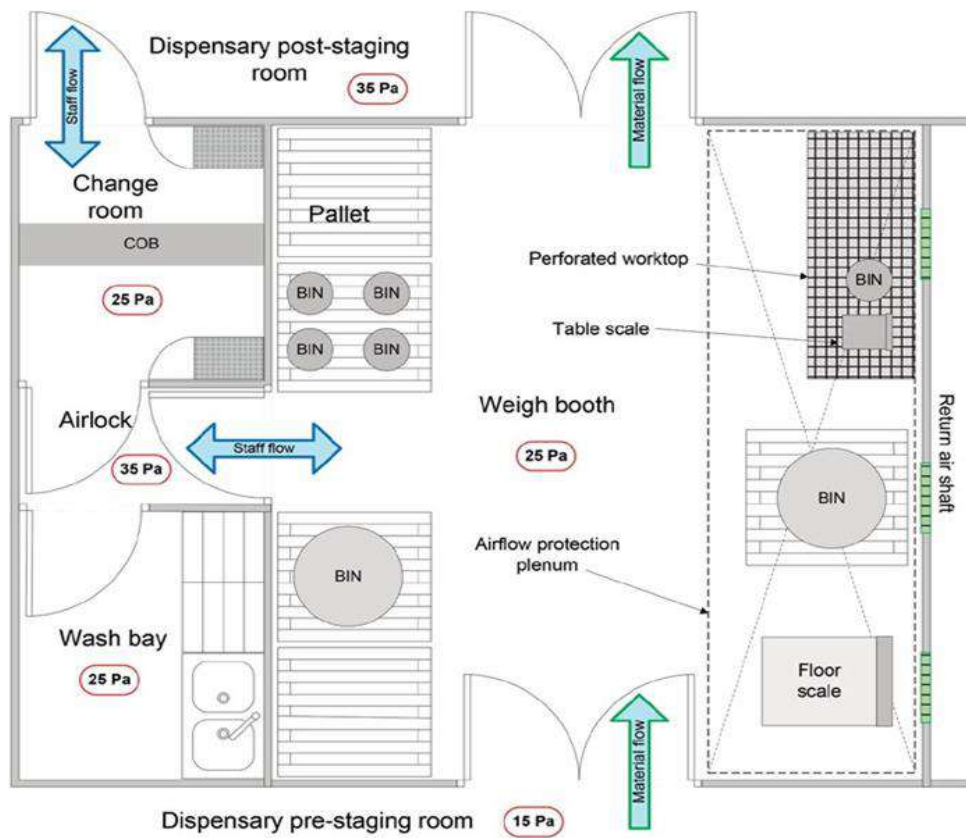 Dispensary post-staging
room
35 Pa
Staff flow
Material flow
Change
room
COB
25 Pa
Pallet
BIN
BIN
BIN
BIN
Perforated worktop
BIN
Table scale
Airlock
35 Pa
Staff flow
Weigh booth
25 Pa
Return air shaft
BIN
Airflow protection
plenum
BIN
Wash bay
25 Pa
Floor
scale
Material flow
Dispensary pre-staging room
15 Pa